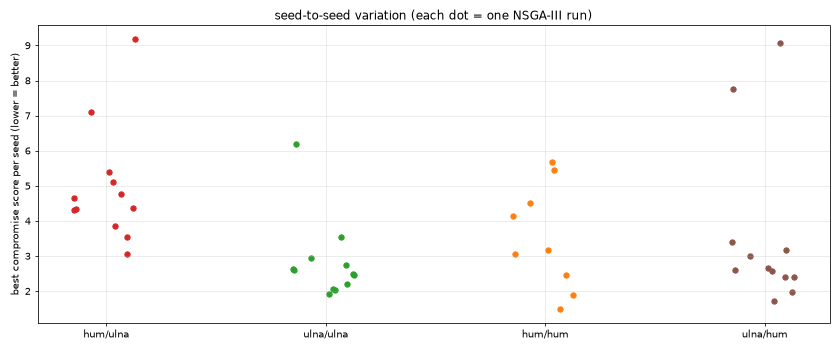 seed-to-seed variation (each dot = one NSGA-III run)
best compromise score per seed (lower = better)
9
8
7
6
5
4
3
2
hum/ulna
ulna/ulna
hum/hum
ulna/hum